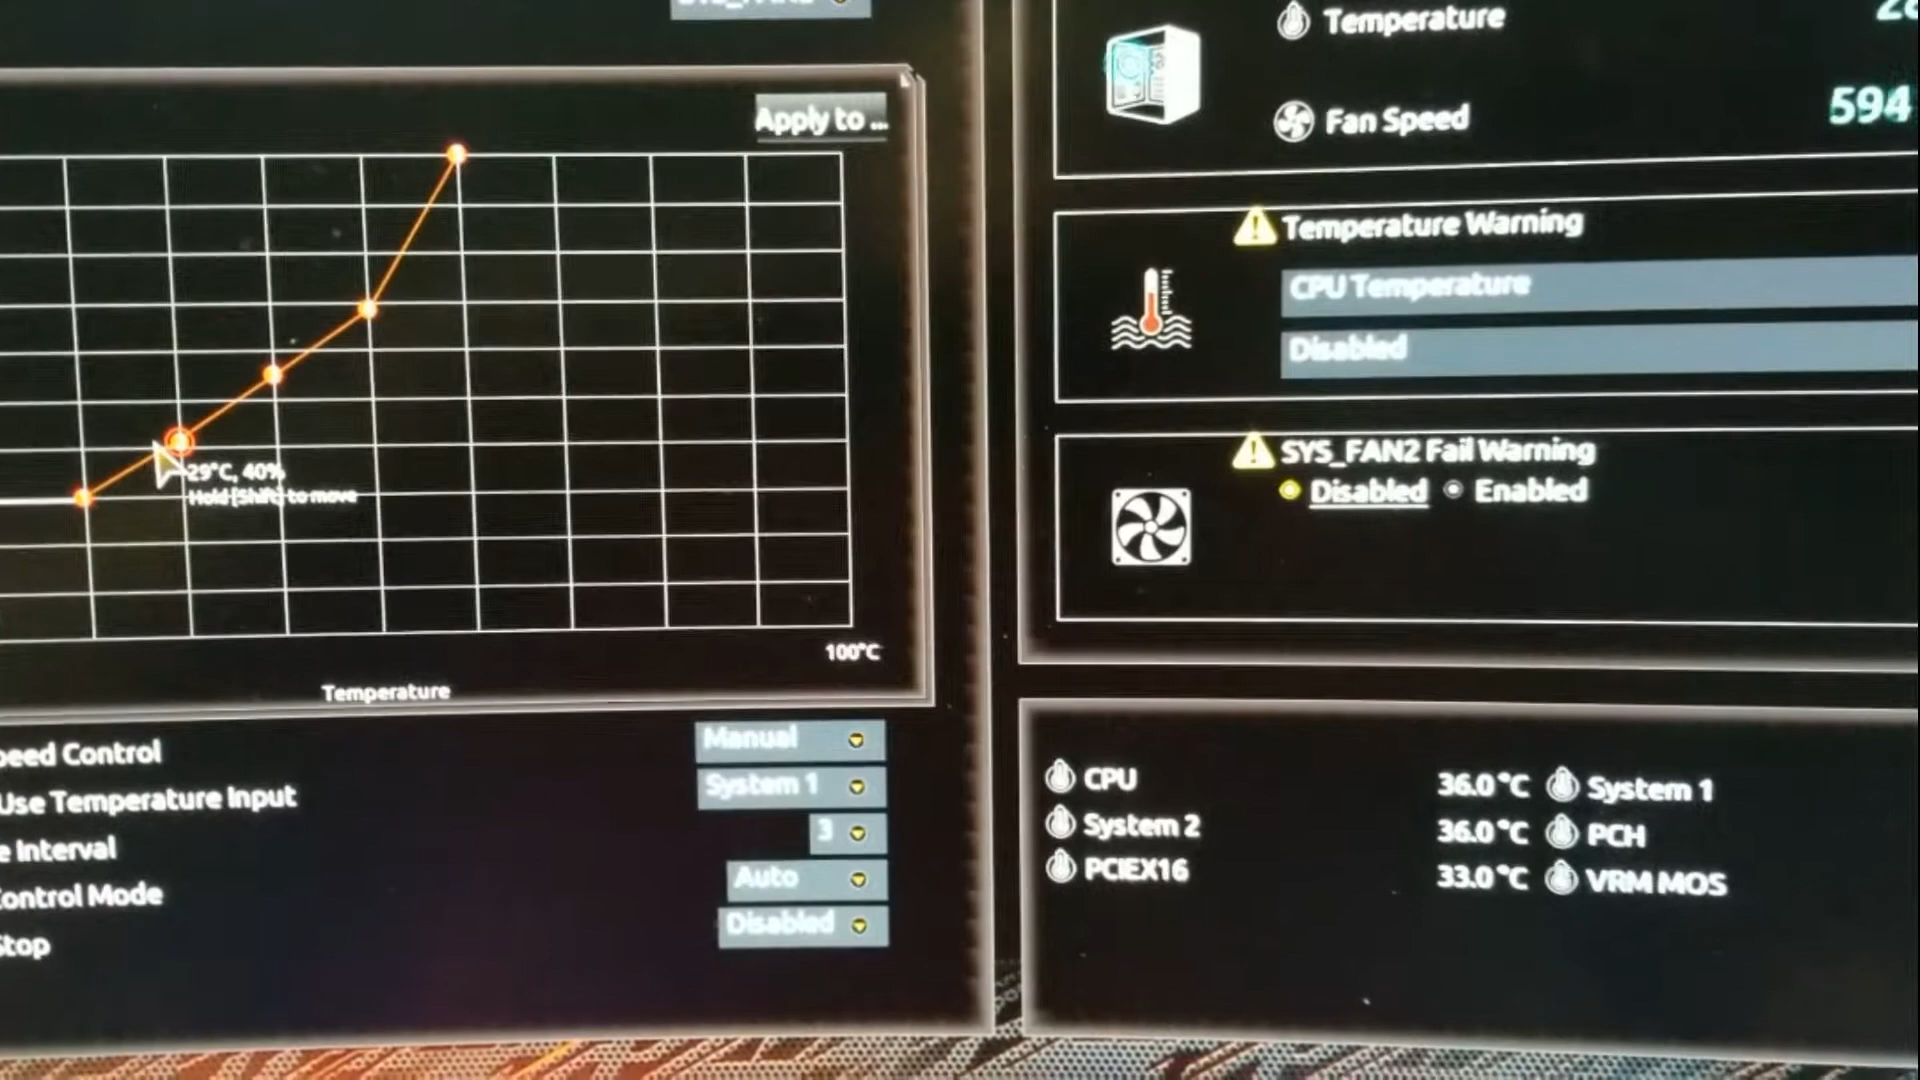 Apply to ...
29°C, 40%
Hold [Shift] to move
100°C
Temperature
peed Control
Manual
Use Temperature Input
System 1
e Interval
3
Control Mode
Auto
Stop
Disabled
Temperature
28
Fan Speed
594
Temperature Warning
CPU Temperature
Disabled
SYS_FAN2 Fail Warning
Disabled Enabled
CPU 36.0°C System 1
System 2 36.0°C PCH
PCIEX16 33.0°C VRM MOS